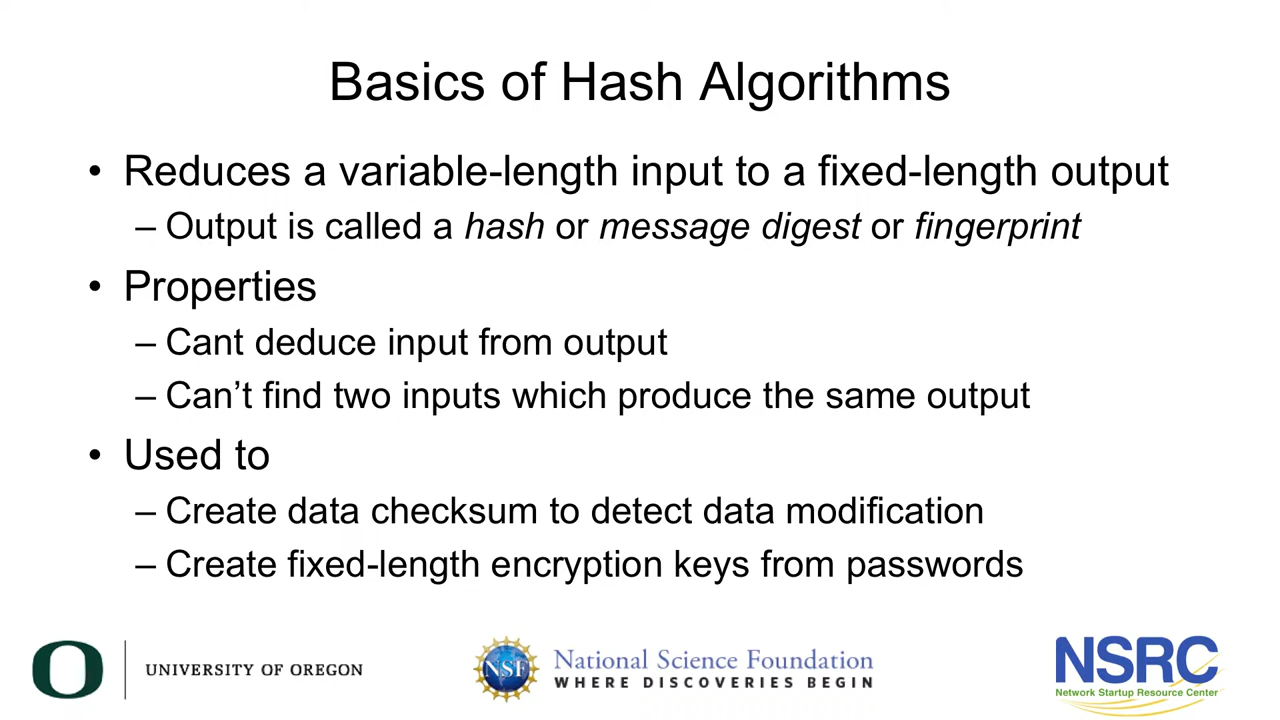 Basics of Hash Algorithms
• Reduces a variable-length input to a fixed-length output
– Output is called a hash or message digest or fingerprint
• Properties
– Cant deduce input from output
– Can’t find two inputs which produce the same output
• Used to
– Create data checksum to detect data modification
– Create fixed-length encryption keys from passwords
O
UNIVERSITY OF OREGON
NSF
National Science Foundation
WHERE DISCOVERIES BEGIN
NSRC
Network Startup Resource Center